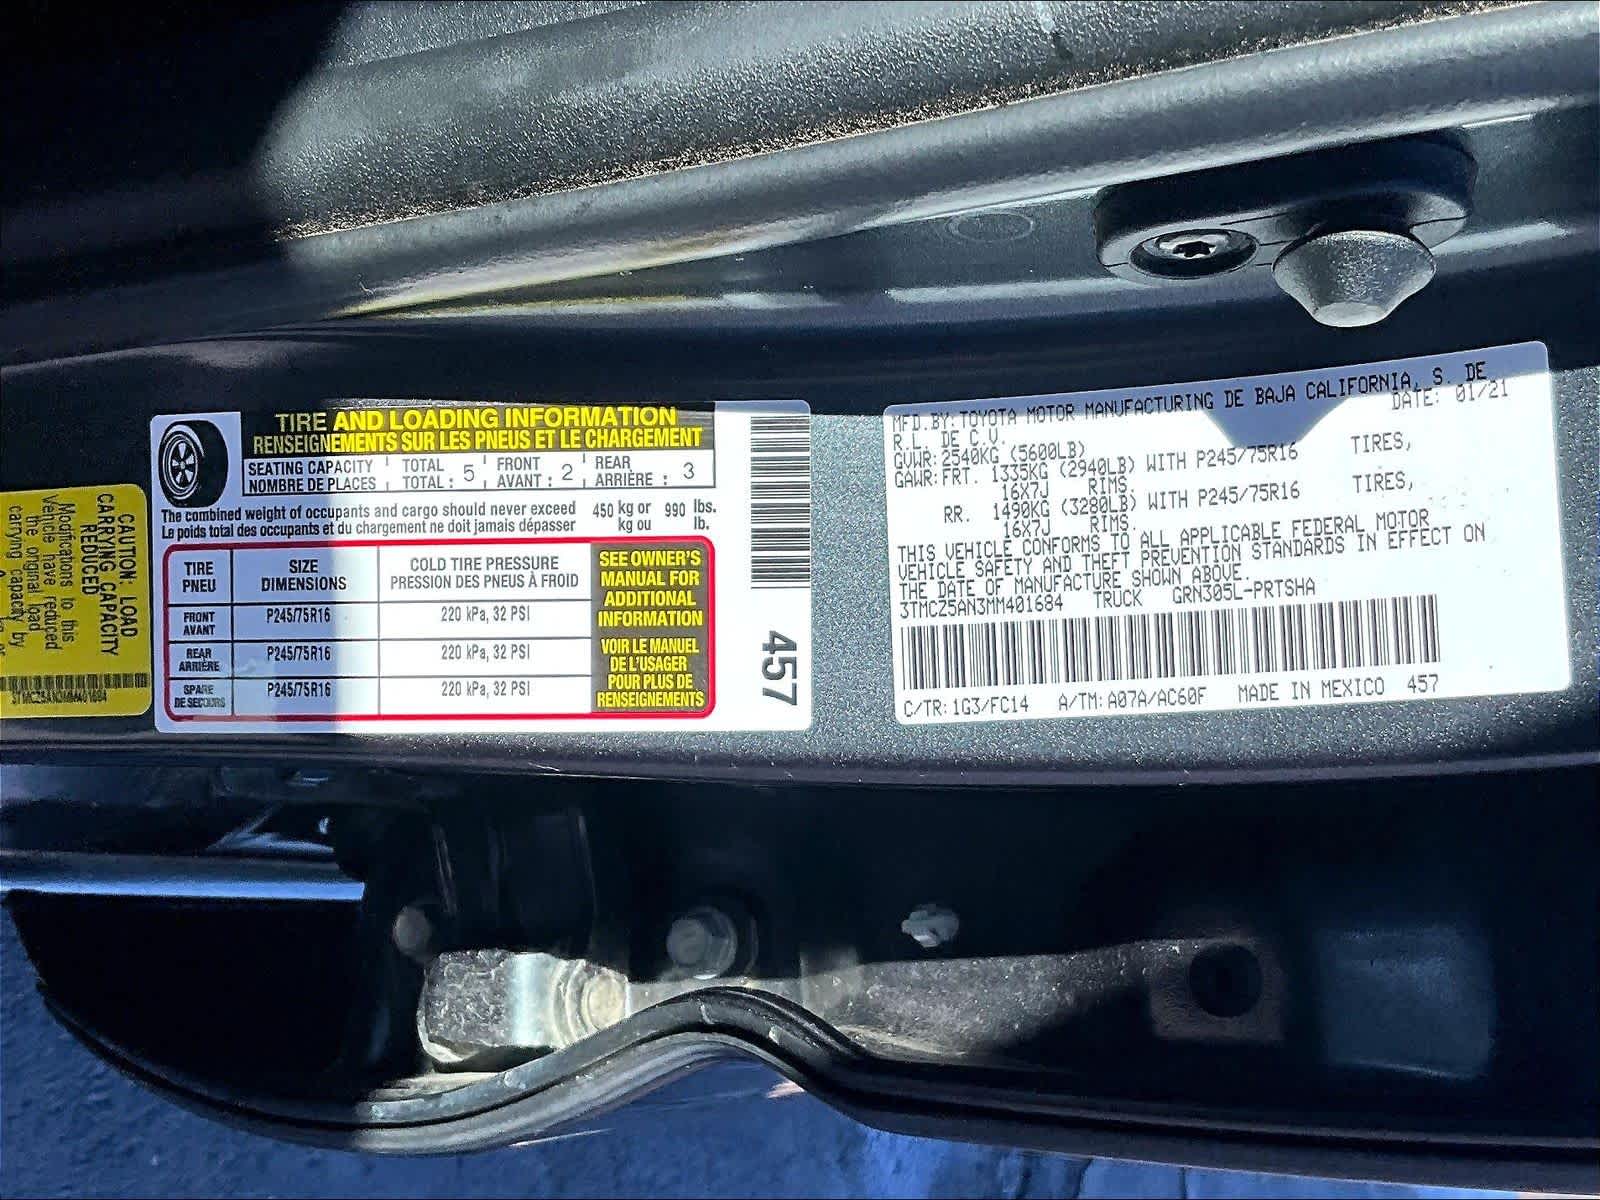 CAUTION: LOAD
CARRYING CAPACITY
REDUCED
Modifications to this
Vehicle have reduced
the original load
carrying capacity by
3TMCZ5AN3MM401684
TIRE AND LOADING INFORMATION
RENSEIGNEMENTS SUR LES PNEUS ET LE CHARGEMENT
SEATING CAPACITY TOTAL 5 FRONT 2 REAR 3
NOMBRE DE PLACES TOTAL : AVANT : ARRIÈRE :
The combined weight of occupants and cargo should never exceed 450 kg or 990 lbs.
Le poids total des occupants et du chargement ne doit jamais dépasser kg ou lb.
TIRE SIZE COLD TIRE PRESSURE
PNEU DIMENSIONS PRESSION DES PNEUS À FROID
FRONT P245/75R16 220 kPa, 32 PSI
AVANT
REAR P245/75R16 220 kPa, 32 PSI
ARRIÈRE
SPARE P245/75R16 220 kPa, 32 PSI
DE SECOURS
SEE OWNER'S
MANUAL FOR
ADDITIONAL
INFORMATION
VOIR LE MANUEL
DE L'USAGER
POUR PLUS DE
RENSEIGNEMENTS
457
MFD.BY:TOYOTA MOTOR MANUFACTURING DE BAJA CALIFORNIA, S. DE
R.L. DE C.V. DATE: 01/21
GVWR:2540KG (5600LB)
GAWR:FRT. 1335KG (2940LB) WITH P245/75R16 TIRES,
16X7J RIMS.
RR. 1490KG (3280LB) WITH P245/75R16 TIRES,
16X7J RIMS.
THIS VEHICLE CONFORMS TO ALL APPLICABLE FEDERAL MOTOR
VEHICLE SAFETY AND THEFT PREVENTION STANDARDS IN EFFECT ON
THE DATE OF MANUFACTURE SHOWN ABOVE.
3TMCZ5AN3MM401684 TRUCK GRN305L-PRTSHA
C/TR:1G3/FC14 A/TM:A07A/AC60F MADE IN MEXICO 457